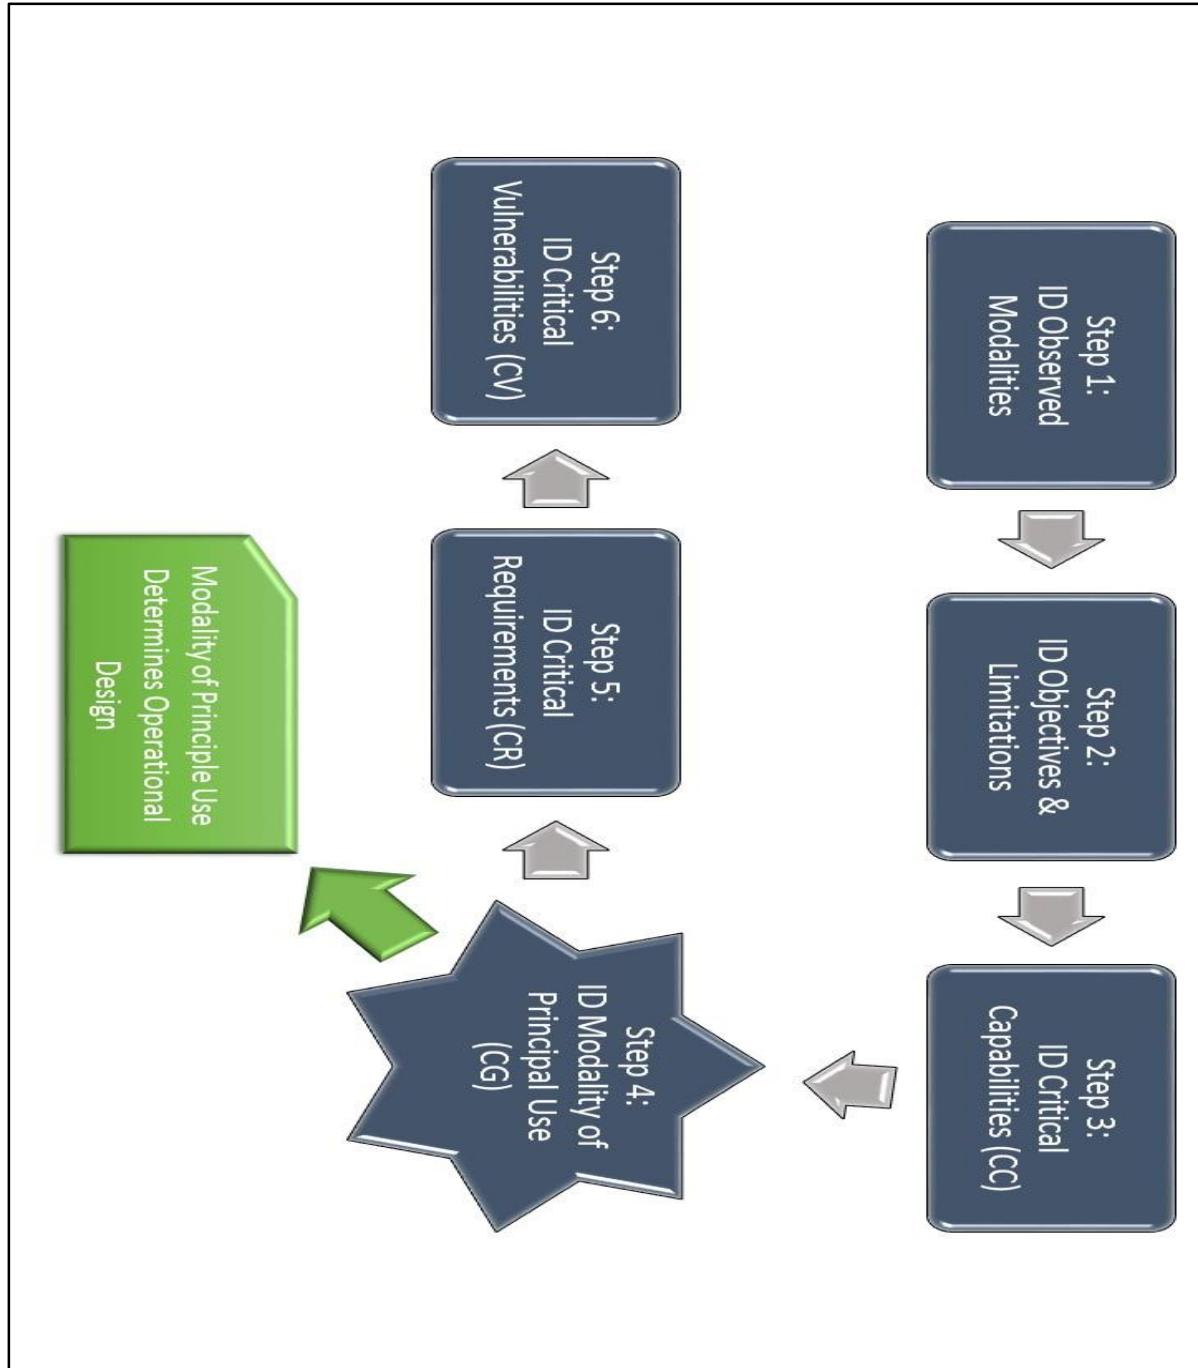 Step 1:
ID Observed
Modalities
Step 2:
ID Objectives &
Limitations
Step 3:
ID Critical
Capabilities (CC)
Step 4:
ID Modality of
Principal Use
(CG)
Step 5:
ID Critical
Requirements (CR)
Step 6:
ID Critical
Vulnerabilities (CV)
Modality of Principle Use
Determines Operational
Design